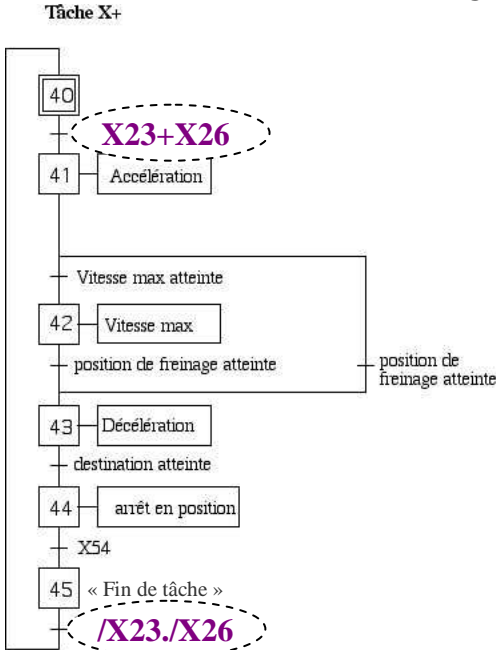 Tâche X+
40
X23+X26
41 Accélération
Vitesse max atteinte
42 Vitesse max
position de freinage atteinte
position de
freinage atteinte
43 Décélération
destination atteinte
44 arrêt en position
X54
45 « Fin de tâche »
/X23./X26